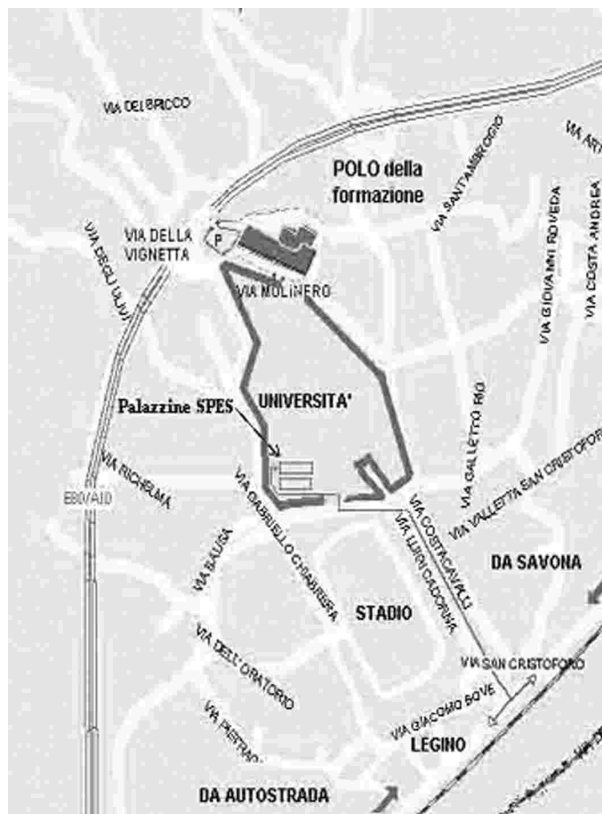 VIA DEL BRICCO
POLO della
formazione
VIA SANT'AMBROGIO
VIA GIOVANNI ROVEDA
VIA COSTA ANDREA
VIA DELLA
VIGNETTA
P
VIA DEGLI ULIVI
VIA MOLINERO
UNIVERSITA'
Palazzine SPES
VIA GALLETTO RIO
VIA RICHELMA
E80/A10
VIA VALLETTA SAN CRISTOFORO
VIA GABRIELLO CHIABRERA
VIA COSTACAVALLI
VIA LUIGI CADORNA
DA SAVONA
STADIO
VIA DELL'ORATORIO
VIA SAN CRISTOFORO
VIA GIACOMO BOVE
LEGINO
DA AUTOSTRADA